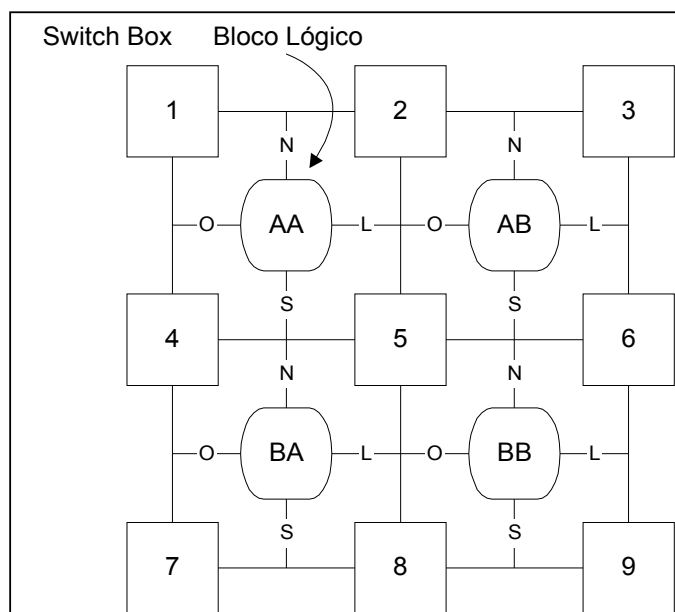 Switch Box Bloco Lógico
1 2 3
N N
O AA L O AB L
S S
4 5 6
N N
O BA L O BB L
S S
7 8 9